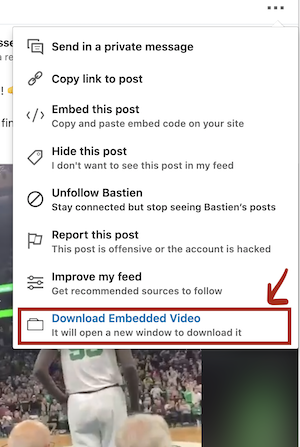 sse
a re
Send in a private message
Copy link to post
!
Embed this post
Copy and paste embed code on your site
fin
Hide this post
I don't want to see this post in my feed
Unfollow Bastien
Stay connected but stop seeing Bastien's posts
Report this post
This post is offensive or the account is hacked
Improve my feed
Get recommended sources to follow
Download Embedded Video
It will open a new window to download it